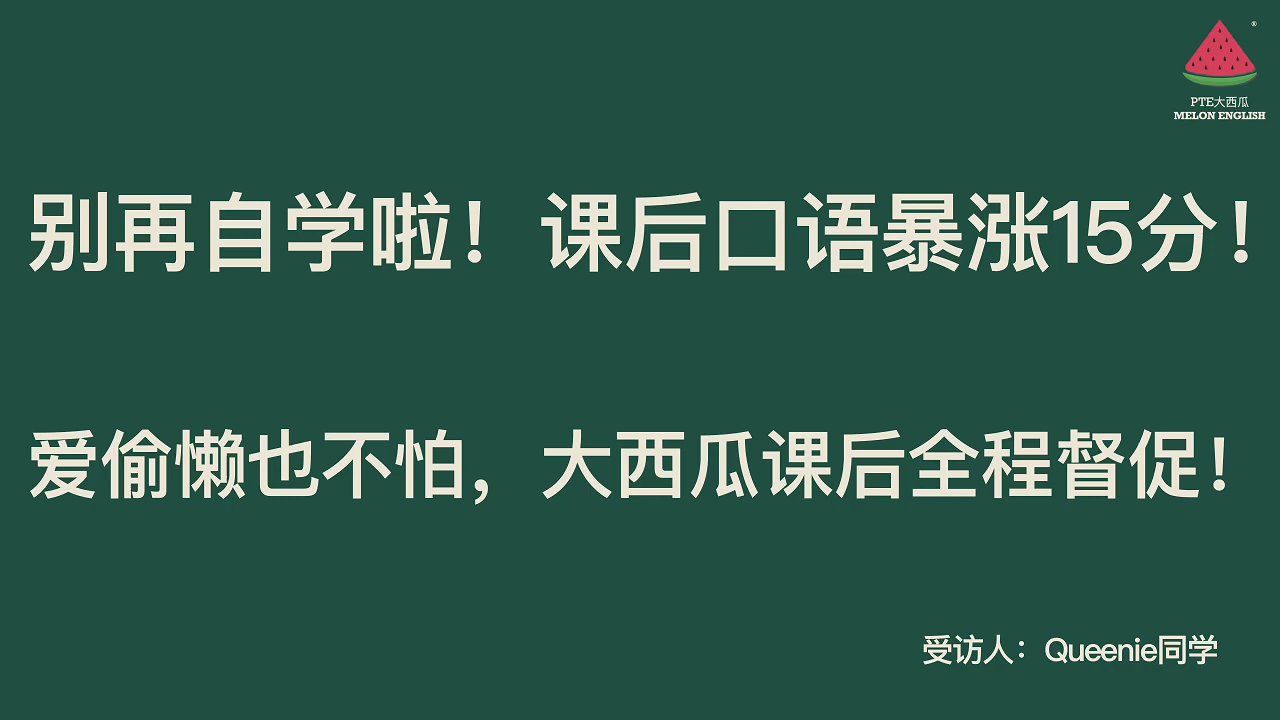 ®
PTE大西瓜
MELON ENGLISH
别再自学啦！课后口语暴涨15分！
爱偷懒也不怕，大西瓜课后全程督促！
受访人：Queenie同学